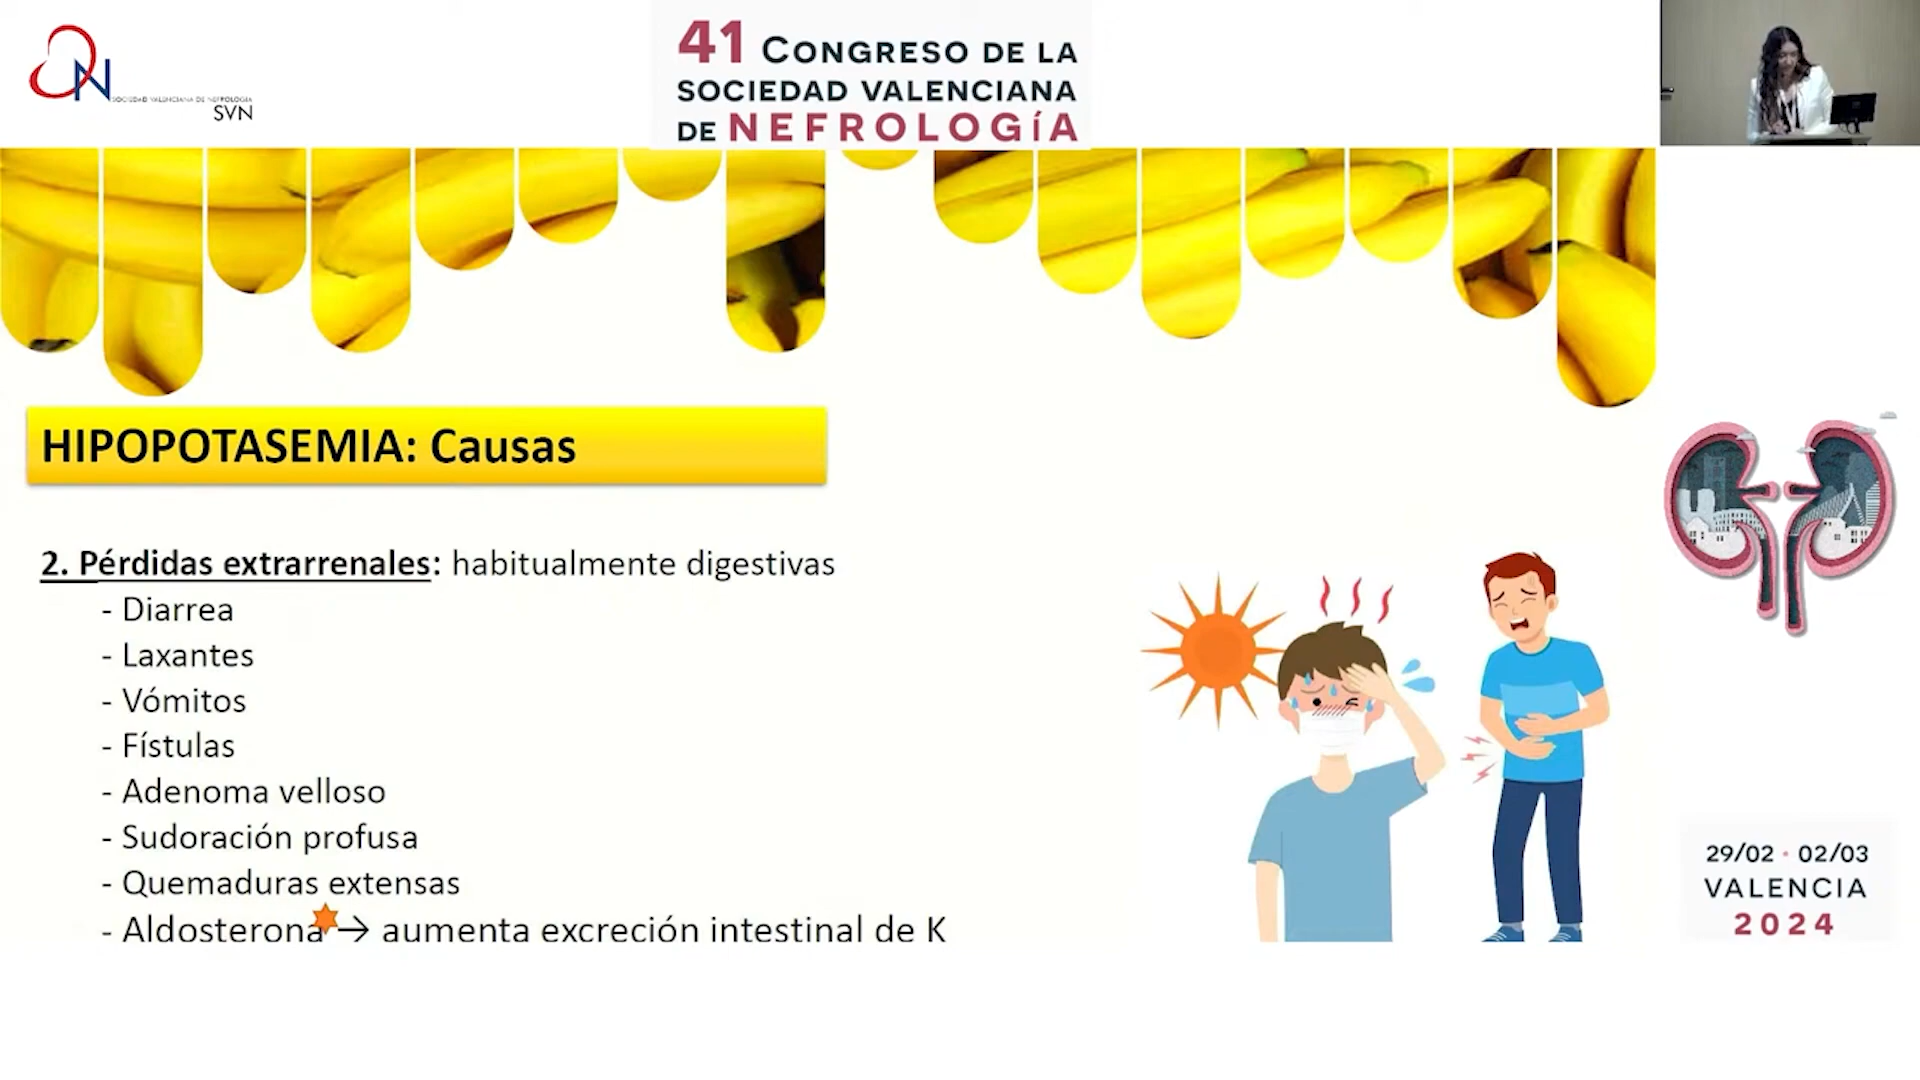 SOCIEDAD VALENCIANA DE NEFROLOGIA
SVN
41 CONGRESO DE LA
SOCIEDAD VALENCIANA
DE NEFROLOGÍA
HIPOPOTASEMIA: Causas
2. Pérdidas extrarrenales: habitualmente digestivas
- Diarrea
- Laxantes
- Vómitos
- Fístulas
- Adenoma velloso
- Sudoración profusa
- Quemaduras extensas
- Aldosterona → aumenta excreción intestinal de K
29/02 · 02/03
VALENCIA
2024